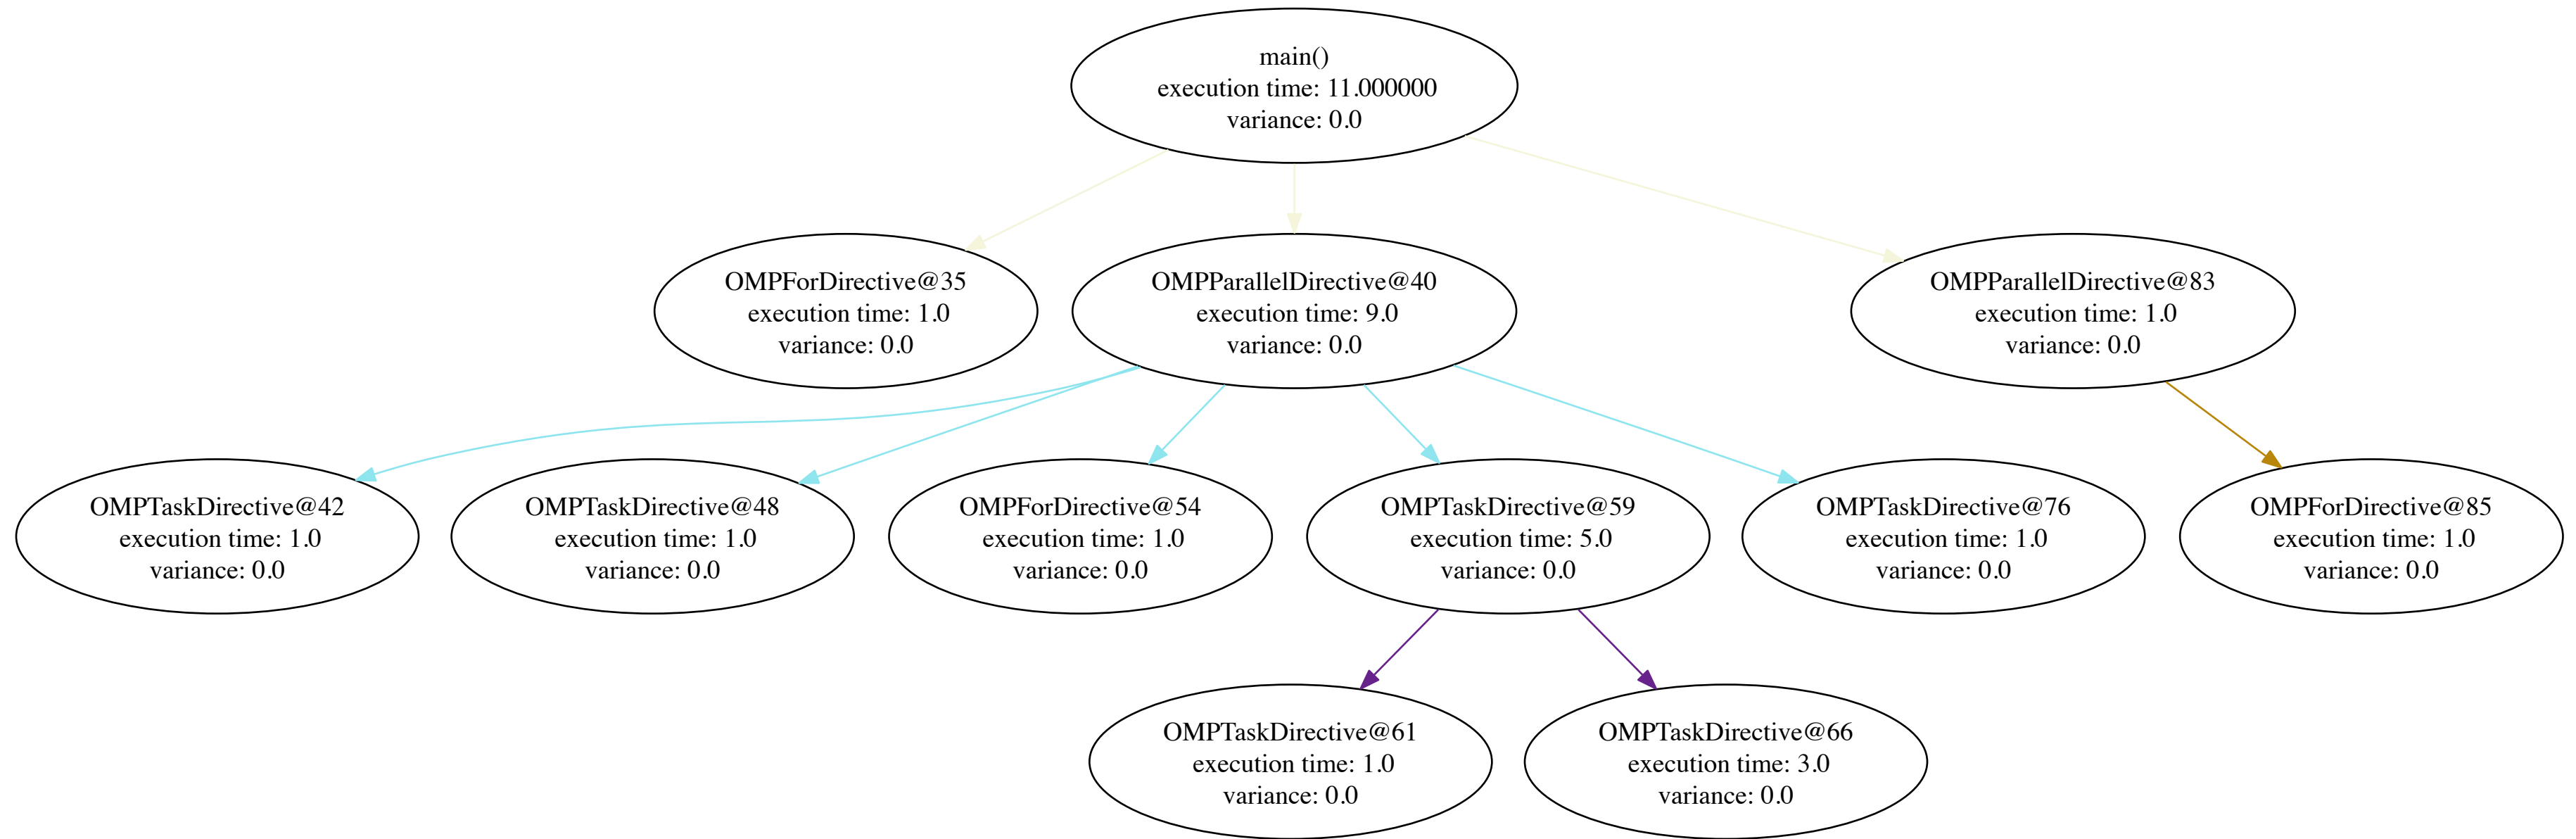 main()
execution time: 11.000000
variance: 0.0
OMPForDirective@35
execution time: 1.0
variance: 0.0
OMPParallelDirective@40
execution time: 9.0
variance: 0.0
OMPParallelDirective@83
execution time: 1.0
variance: 0.0
OMPTaskDirective@42
execution time: 1.0
variance: 0.0
OMPTaskDirective@48
execution time: 1.0
variance: 0.0
OMPForDirective@54
execution time: 1.0
variance: 0.0
OMPTaskDirective@59
execution time: 5.0
variance: 0.0
OMPTaskDirective@76
execution time: 1.0
variance: 0.0
OMPForDirective@85
execution time: 1.0
variance: 0.0
OMPTaskDirective@61
execution time: 1.0
variance: 0.0
OMPTaskDirective@66
execution time: 3.0
variance: 0.0